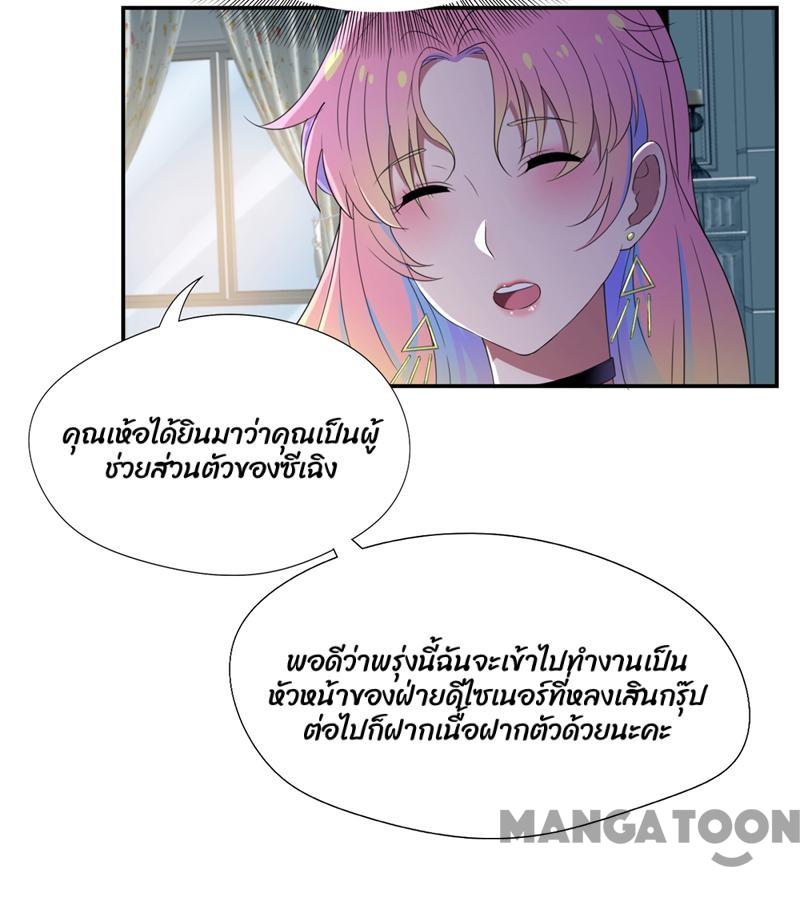 คุณเห้อได้ยินมาว่าคุณเป็นผู้
ช่วยส่วนตัวของซีเฉิง
พอดีว่าพรุ่งนี้ฉันจะเข้าไปทำงานเป็น
หัวหน้าของฝ่ายดีไซเนอร์ที่หลงเสินกรุ๊ป
ต่อไปก็ฝากเนื้อฝากตัวด้วยนะคะ
MANGATOON